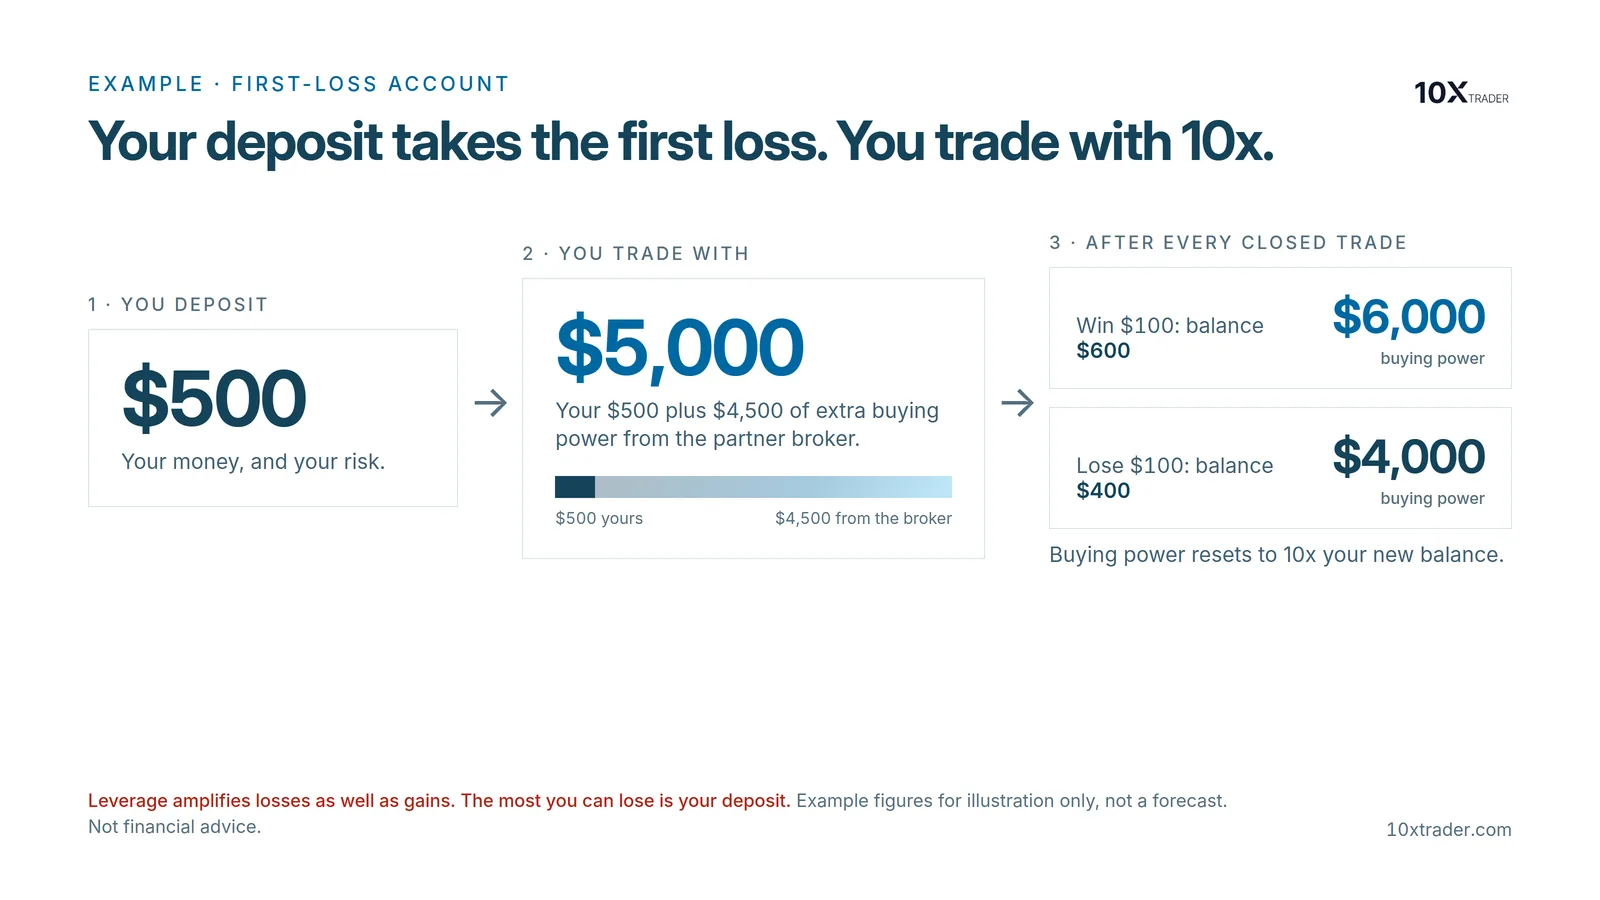 EXAMPLE · FIRST-LOSS ACCOUNT
10X TRADER
Your deposit takes the first loss. You trade with 10x.
1 · YOU DEPOSIT
$500
Your money, and your risk.
2 · YOU TRADE WITH
$5,000
Your $500 plus $4,500 of extra buying
power from the partner broker.
$500 yours
$4,500 from the broker
3 · AFTER EVERY CLOSED TRADE
Win $100: balance
$600
$6,000
buying power
Lose $100: balance
$400
$4,000
buying power
Buying power resets to 10x your new balance.
Leverage amplifies losses as well as gains. The most you can lose is your deposit. Example figures for illustration only, not a forecast.
Not financial advice.
10xtrader.com